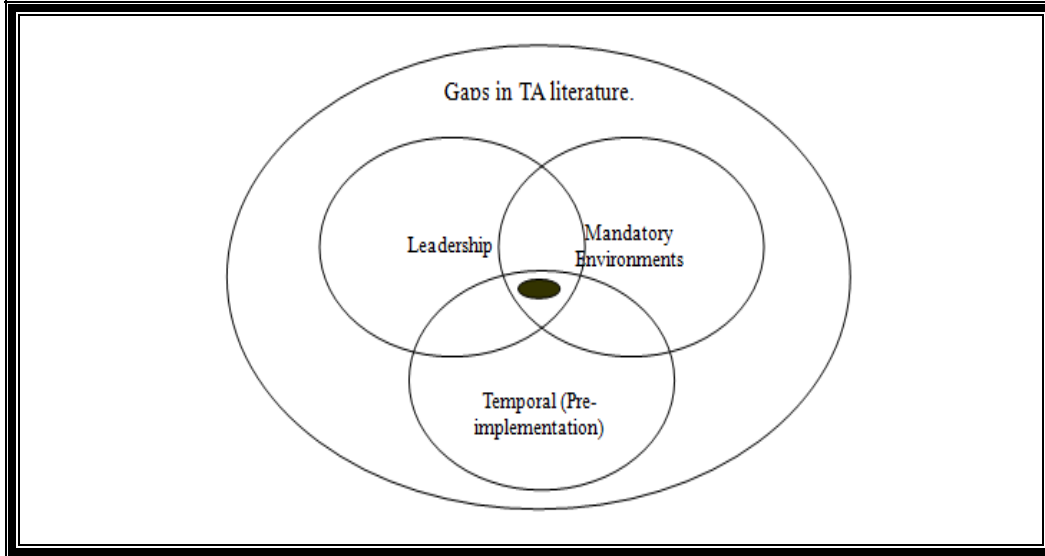 Gaps in TA literature.
Leadership
Mandatory
Environments
Temporal (Pre-
implementation)